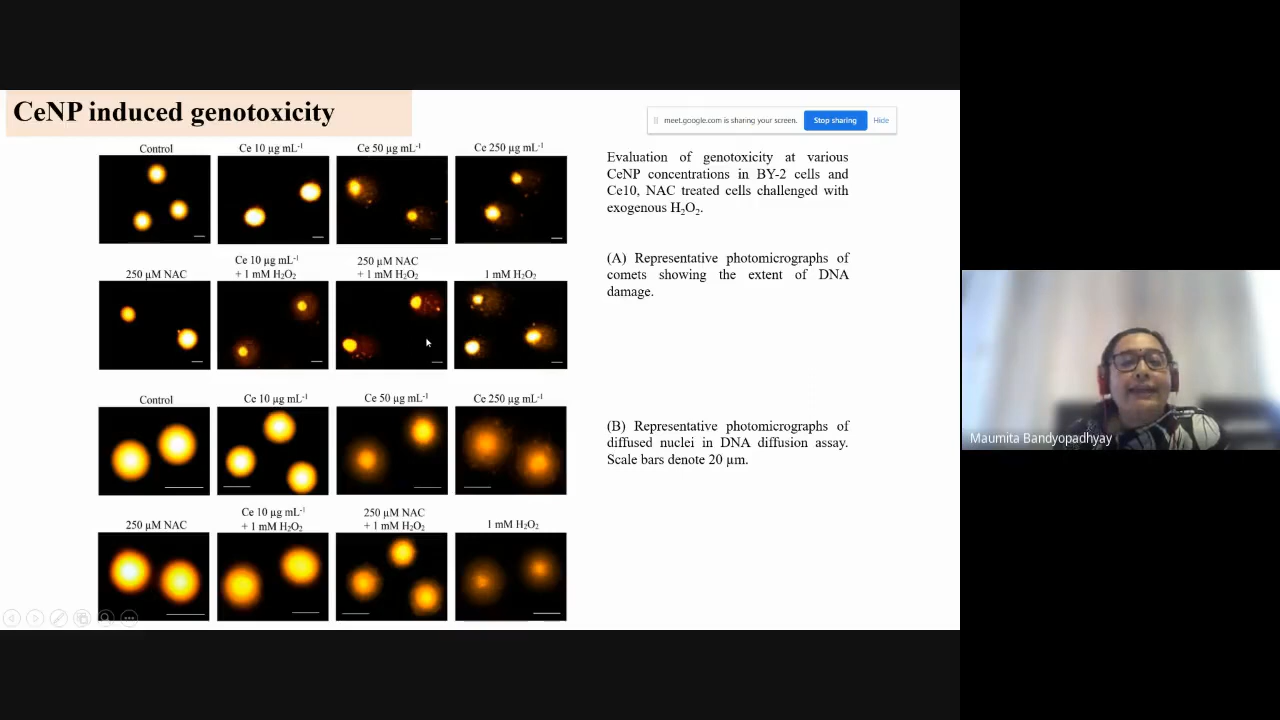 CeNP induced genotoxicity
meet.google.com is sharing your screen.
Stop sharing
Hide
Control
Ce 10 µg mL⁻¹
Ce 50 µg mL⁻¹
Ce 250 µg mL⁻¹
250 µM NAC
Ce 10 µg mL⁻¹
+ 1 mM H₂O₂
250 µM NAC
+ 1 mM H₂O₂
1 mM H₂O₂
Control
Ce 10 µg mL⁻¹
Ce 50 µg mL⁻¹
Ce 250 µg mL⁻¹
250 µM NAC
Ce 10 µg mL⁻¹
+ 1 mM H₂O₂
250 µM NAC
+ 1 mM H₂O₂
1 mM H₂O₂
Evaluation of genotoxicity at various
CeNP concentrations in BY-2 cells and
Ce10, NAC treated cells challenged with
exogenous H₂O₂.
(A) Representative photomicrographs of
comets showing the extent of DNA
damage.
(B) Representative photomicrographs of
diffused nuclei in DNA diffusion assay.
Scale bars denote 20 µm.
Maumita Bandyopadhyay